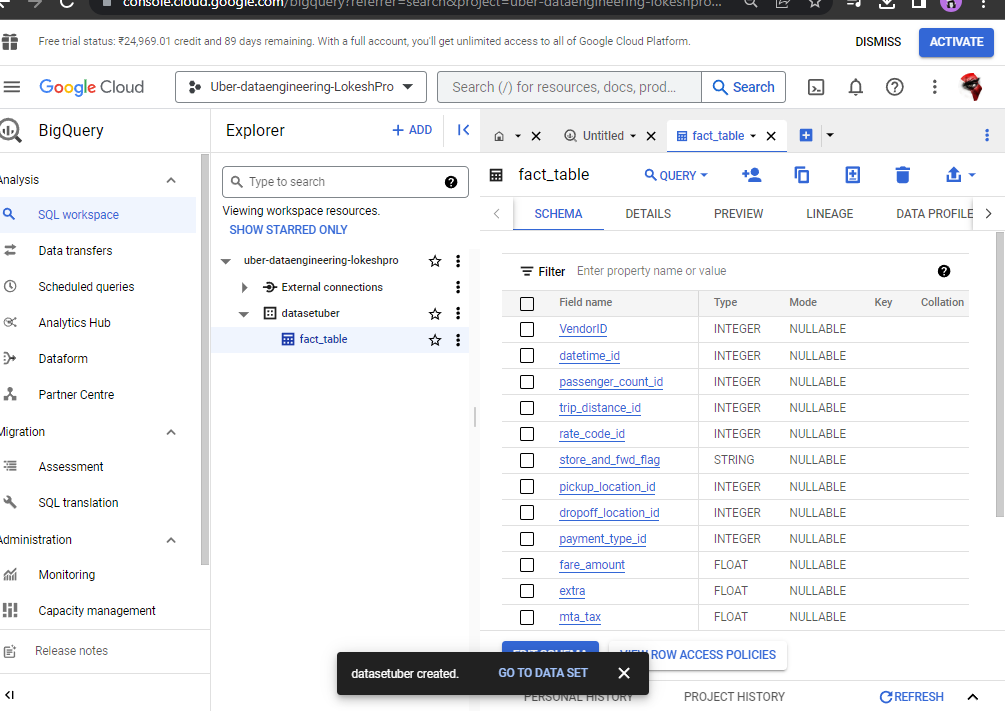 console.cloud.google.com/bigquery?referrer=search&project=uber-dataengineering-lokeshpro...
Free trial status: ₹24,969.01 credit and 89 days remaining. With a full account, you'll get unlimited access to all of Google Cloud Platform.
DISMISS
ACTIVATE
Google Cloud
Uber-dataengineering-LokeshPro
Search (/) for resources, docs, prod...
Search
BigQuery
Analysis
SQL workspace
Data transfers
Scheduled queries
Analytics Hub
Dataform
Partner Centre
Migration
Assessment
SQL translation
Administration
Monitoring
Capacity management
Release notes
Explorer
+ ADD
Type to search
Viewing workspace resources.
SHOW STARRED ONLY
uber-dataengineering-lokeshpro
External connections
datasetuber
fact_table
Untitled
fact_table
fact_table
QUERY
SCHEMA DETAILS PREVIEW LINEAGE DATA PROFILE
Filter Enter property name or value
Field name Type Mode Key Collation
VendorID INTEGER NULLABLE
datetime_id INTEGER NULLABLE
passenger_count_id INTEGER NULLABLE
trip_distance_id INTEGER NULLABLE
rate_code_id INTEGER NULLABLE
store_and_fwd_flag STRING NULLABLE
pickup_location_id INTEGER NULLABLE
dropoff_location_id INTEGER NULLABLE
payment_type_id INTEGER NULLABLE
fare_amount FLOAT NULLABLE
extra FLOAT NULLABLE
mta_tax FLOAT NULLABLE
EDIT SCHEMA
VIEW ROW ACCESS POLICIES
datasetuber created. GO TO DATA SET
PERSONAL HISTORY PROJECT HISTORY
REFRESH